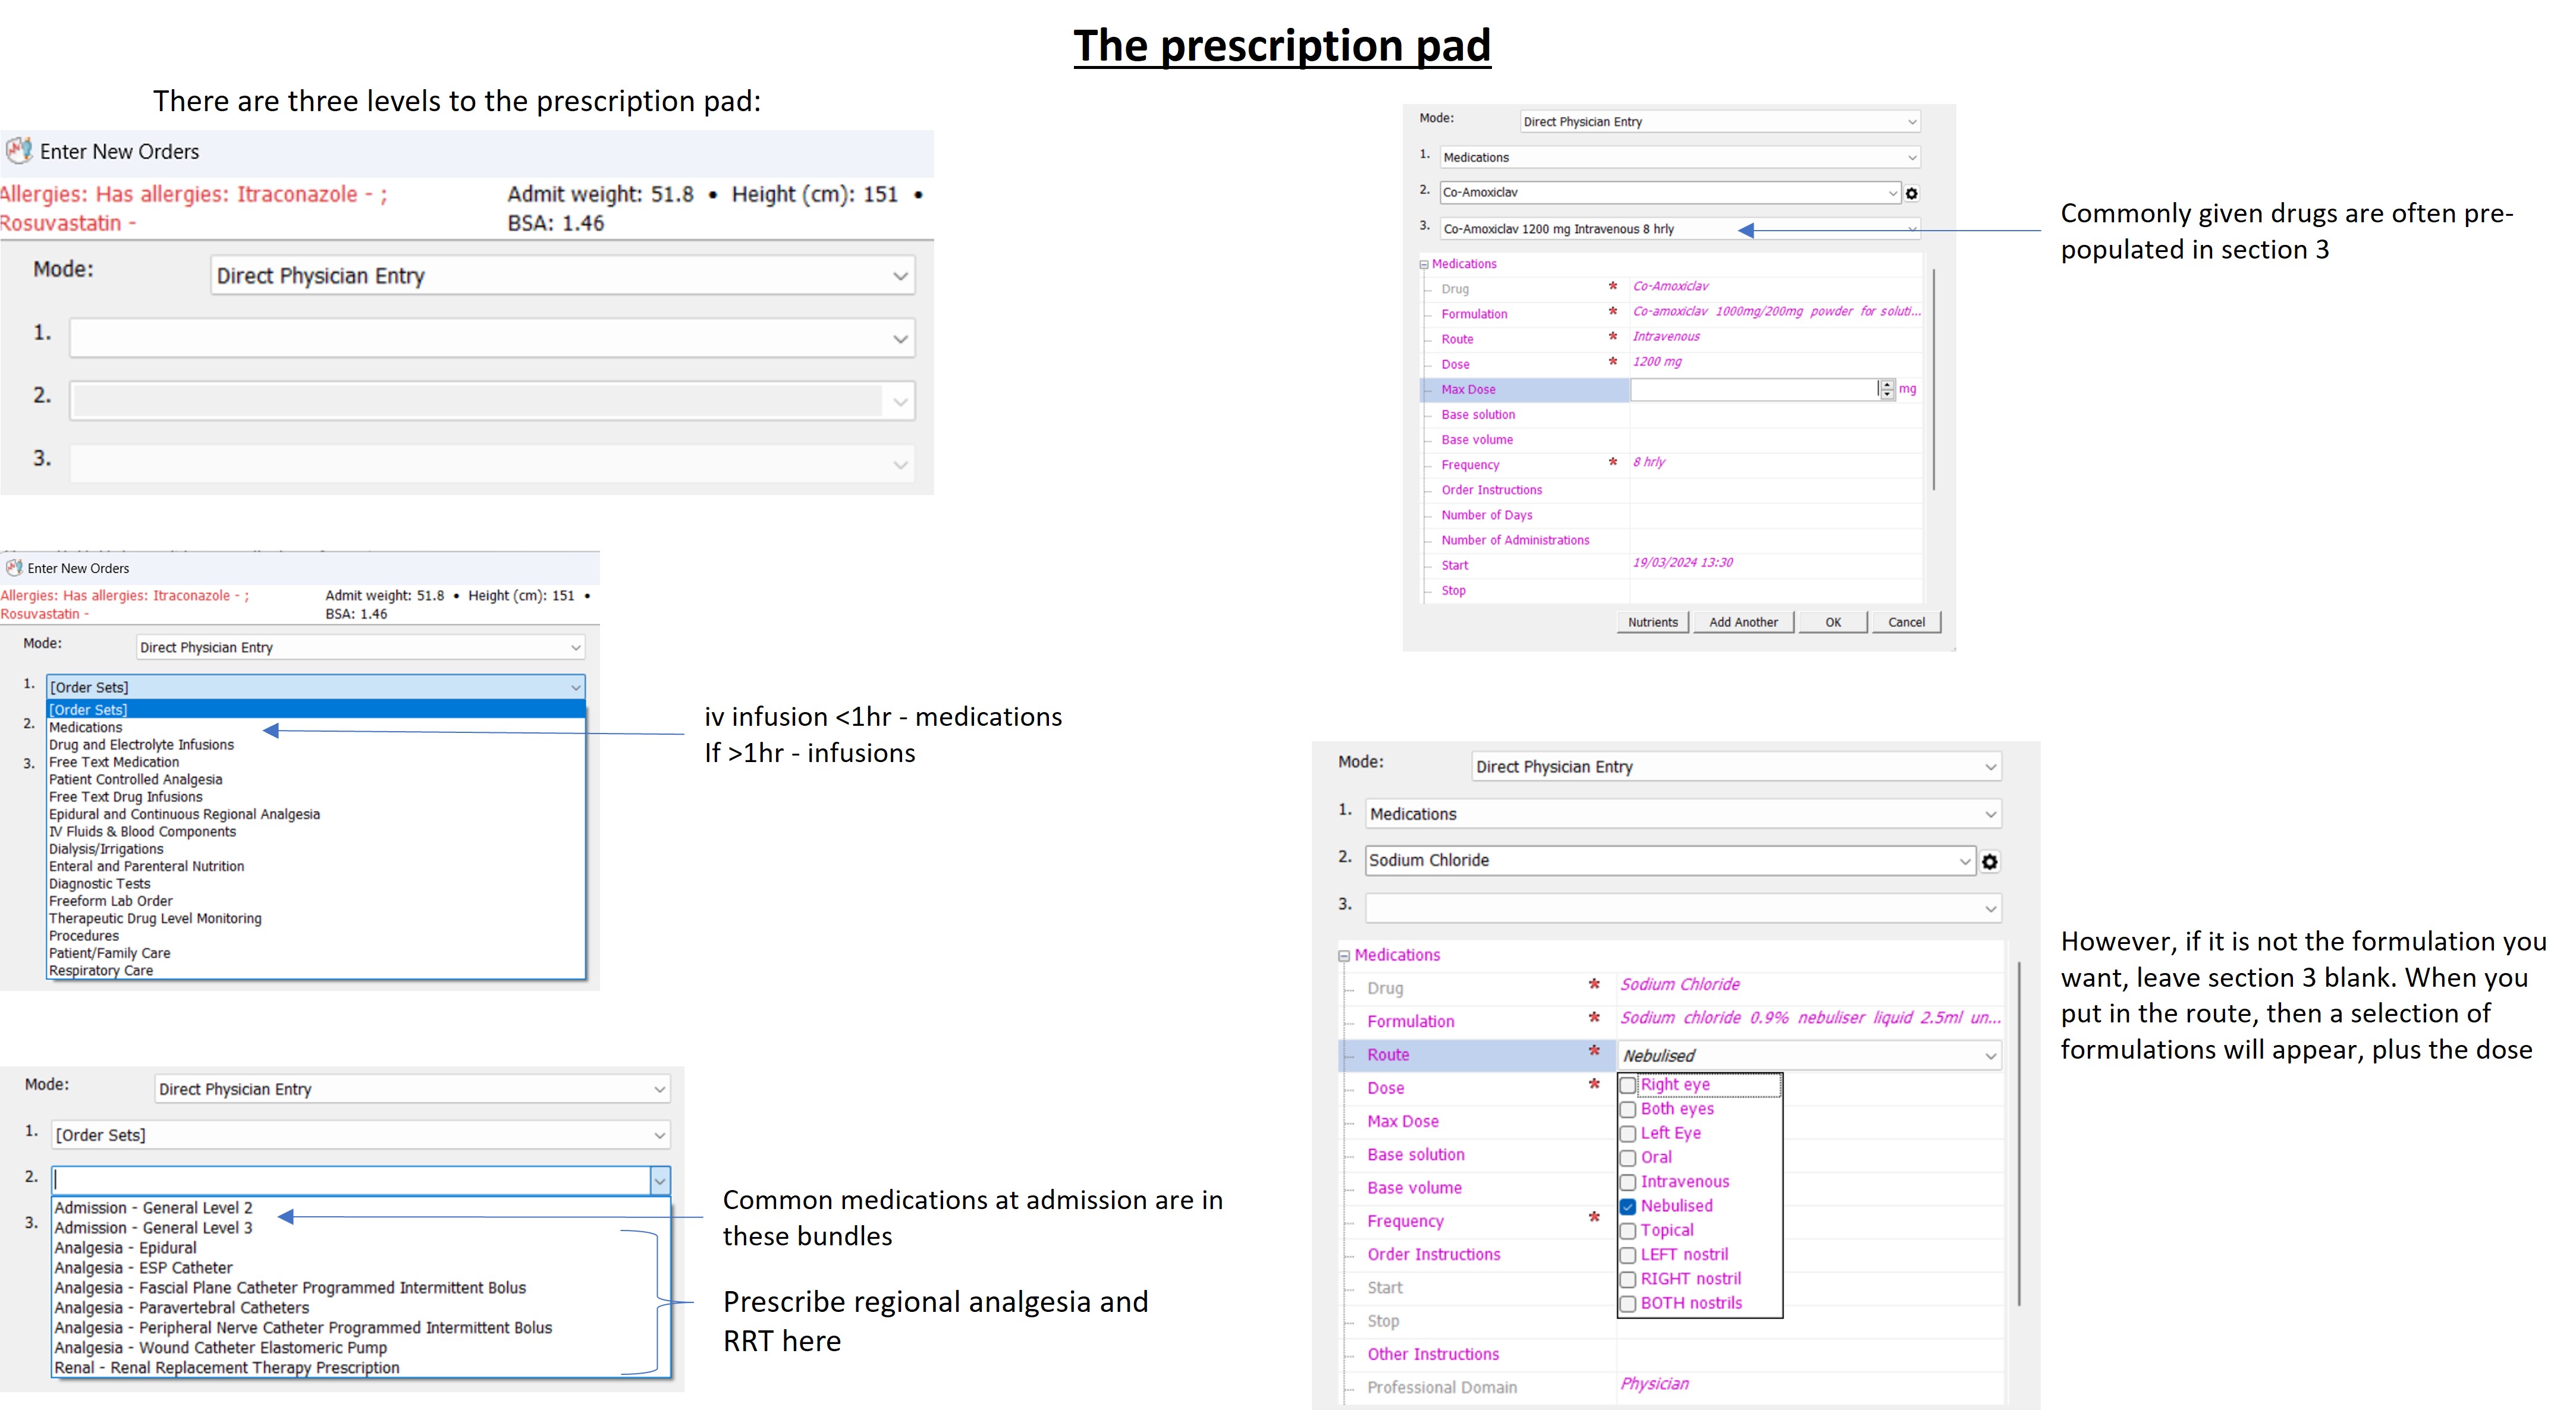 The prescription pad
There are three levels to the prescription pad:
Enter New Orders
Allergies: Has allergies: Itraconazole - ;
Rosuvastatin -
Admit weight: 51.8 • Height (cm): 151 •
BSA: 1.46
Mode:
Direct Physician Entry
1.
2.
3.
Enter New Orders
Allergies: Has allergies: Itraconazole - ;
Rosuvastatin -
Admit weight: 51.8 • Height (cm): 151 •
BSA: 1.46
Mode:
Direct Physician Entry
1. [Order Sets]
[Order Sets]
2.
Medications
Drug and Electrolyte Infusions
3.
Free Text Medication
Patient Controlled Analgesia
Free Text Drug Infusions
Epidural and Continuous Regional Analgesia
IV Fluids & Blood Components
Dialysis/Irrigations
Enteral and Parenteral Nutrition
Diagnostic Tests
Freeform Lab Order
Therapeutic Drug Level Monitoring
Procedures
Patient/Family Care
Respiratory Care
iv infusion <1hr - medications
If >1hr - infusions
Mode:
Direct Physician Entry
1. [Order Sets]
2.
Admission - General Level 2
3.
Admission - General Level 3
Analgesia - Epidural
Analgesia - ESP Catheter
Analgesia - Fascial Plane Catheter Programmed Intermittent Bolus
Analgesia - Paravertebral Catheters
Analgesia - Peripheral Nerve Catheter Programmed Intermittent Bolus
Analgesia - Wound Catheter Elastomeric Pump
Renal - Renal Replacement Therapy Prescription
Common medications at admission are in
these bundles
Prescribe regional analgesia and
RRT here
Mode:
Direct Physician Entry
1. Medications
2. Co-Amoxiclav
3. Co-Amoxiclav 1200 mg Intravenous 8 hrly
Medications
Drug * Co-Amoxiclav
Formulation * Co-amoxiclav 1000mg/200mg powder for soluti...
Route * Intravenous
Dose * 1200 mg
Max Dose mg
Base solution
Base volume
Frequency * 8 hrly
Order Instructions
Number of Days
Number of Administrations
Start 19/03/2024 13:30
Stop
Nutrients Add Another OK Cancel
Commonly given drugs are often pre-
populated in section 3
Mode:
Direct Physician Entry
1. Medications
2. Sodium Chloride
3.
Medications
Drug * Sodium Chloride
Formulation * Sodium chloride 0.9% nebuliser liquid 2.5ml un...
Route * Nebulised
Dose *
Max Dose
Base solution
Base volume
Frequency *
Order Instructions
Start
Stop
Other Instructions
Professional Domain Physician
Right eye
Both eyes
Left Eye
Oral
Intravenous
Nebulised
Topical
LEFT nostril
RIGHT nostril
BOTH nostrils
However, if it is not the formulation you
want, leave section 3 blank. When you
put in the route, then a selection of
formulations will appear, plus the dose